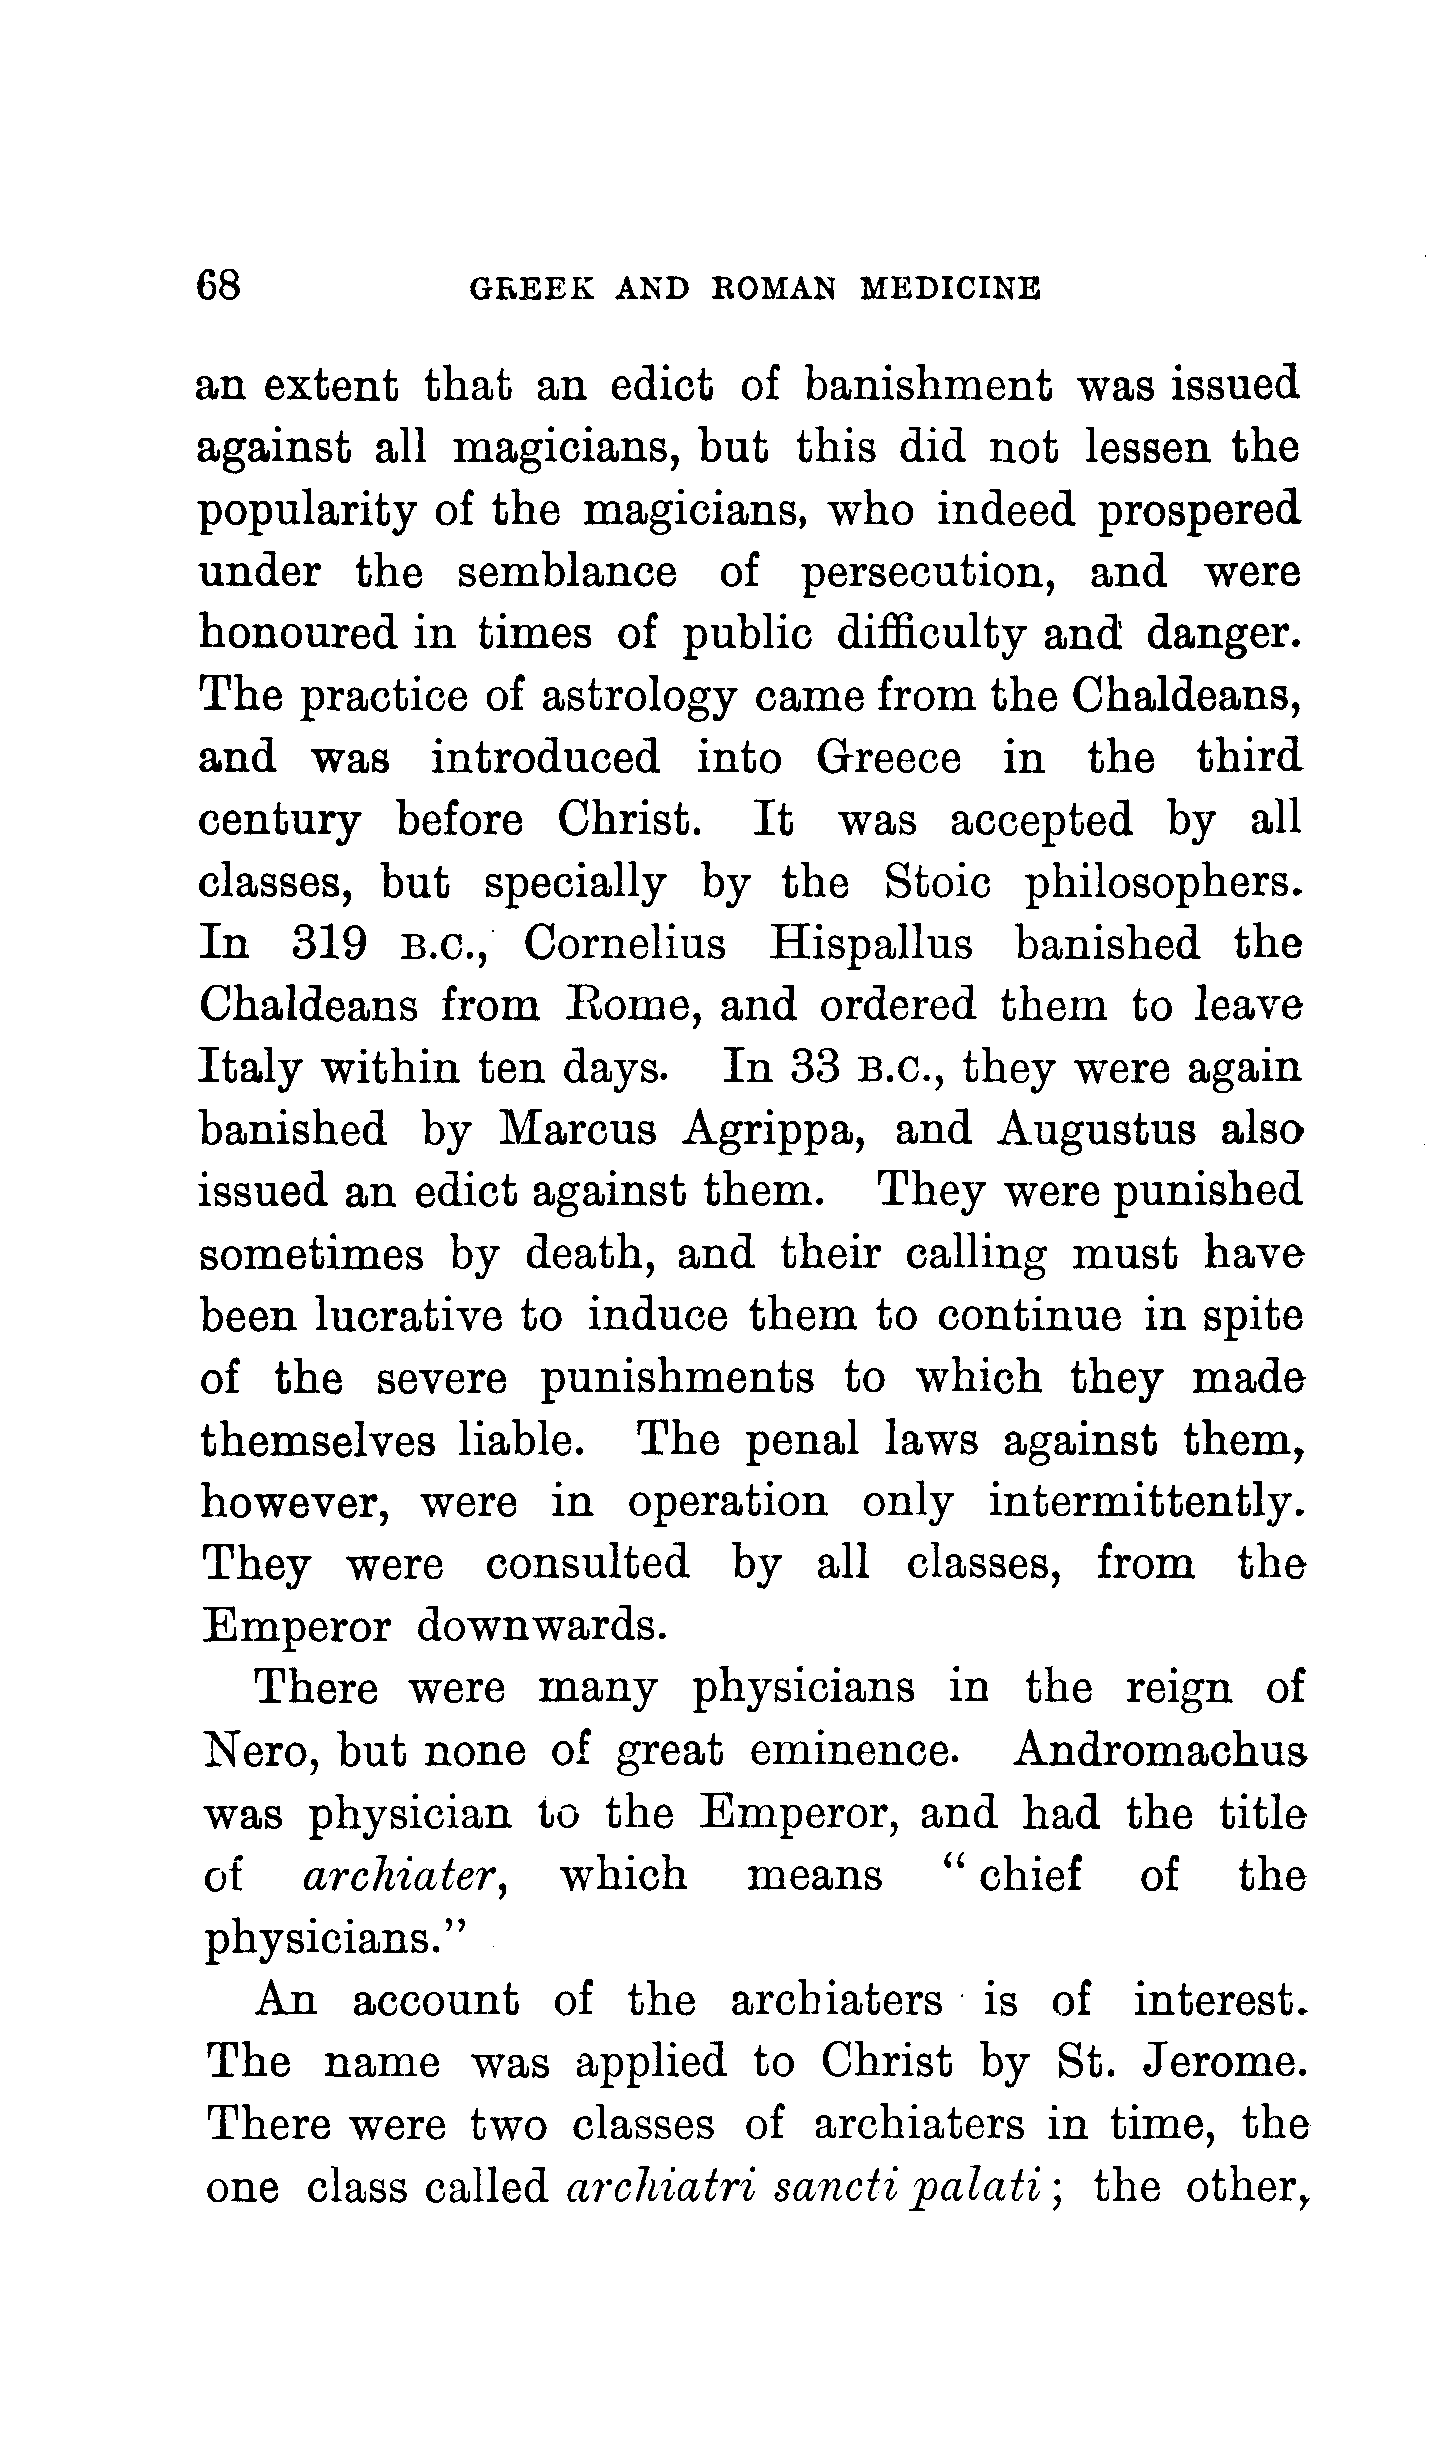 68 GREEK AND ROMAN MEDICINE
an extent that an edict of banishment was issued
against all magicians, but this did not lessen the
popularity of the magicians, who indeed prospered
under the semblance of persecution, and were
honoured in times of public difficulty and danger.
The practice of astrology came from the Chaldeans,
and was introduced into Greece in the third
century before Christ. It was accepted by all
classes, but specially by the Stoic philosophers.
In 319 B.C., Cornelius Hispallus banished the
Chaldeans from Rome, and ordered them to leave
Italy within ten days. In 33 B.C., they were again
banished by Marcus Agrippa, and Augustus also
issued an edict against them. They were punished
sometimes by death, and their calling must have
been lucrative to induce them to continue in spite
of the severe punishments to which they made
themselves liable. The penal laws against them,
however, were in operation only intermittently.
They were consulted by all classes, from the
Emperor downwards.
There were many physicians in the reign of
Nero, but none of great eminence. Andromachus
was physician to the Emperor, and had the title
of archiater, which means “ chief of the
physicians.”
An account of the archiaters is of interest.
The name was applied to Christ by St. Jerome.
There were two classes of archiaters in time, the
one class called archiatri sancti palati ; the other,